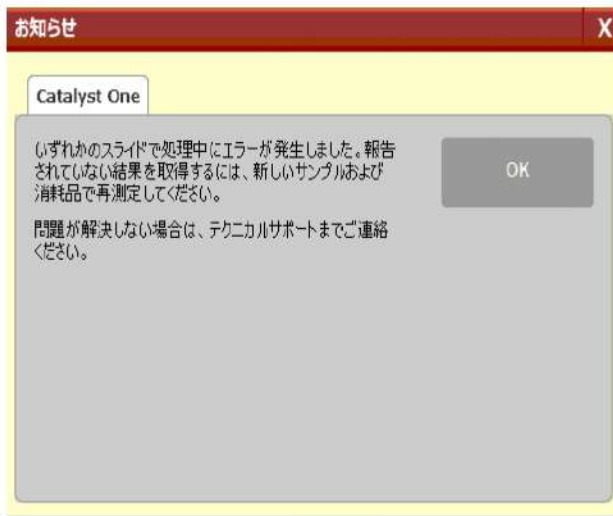 お知らせ
X
Catalyst One
いずれかのスライドで処理中にエラーが発生しました。報告
されていない結果を取得するには、新しいサンプルおよび
消耗品で再測定してください。
問題が解決しない場合は、テクニカルサポートまでご連絡
ください。
OK